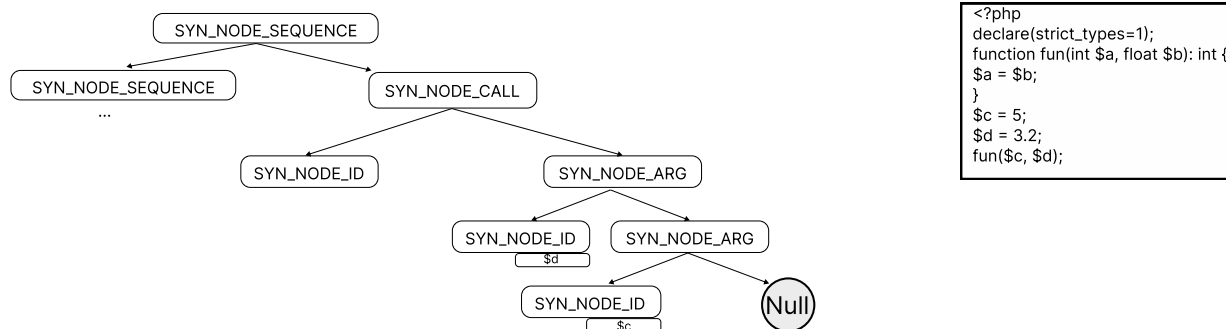 SYN_NODE_SEQUENCE
SYN_NODE_SEQUENCE
SYN_NODE_CALL
...
SYN_NODE_ID
SYN_NODE_ARG
SYN_NODE_ID
$d
SYN_NODE_ARG
SYN_NODE_ID
$c
Null
<?php
declare(strict_types=1);
function fun(int $a, float $b): int {
$a = $b;
}
$c = 5;
$d = 3.2;
fun($c, $d);